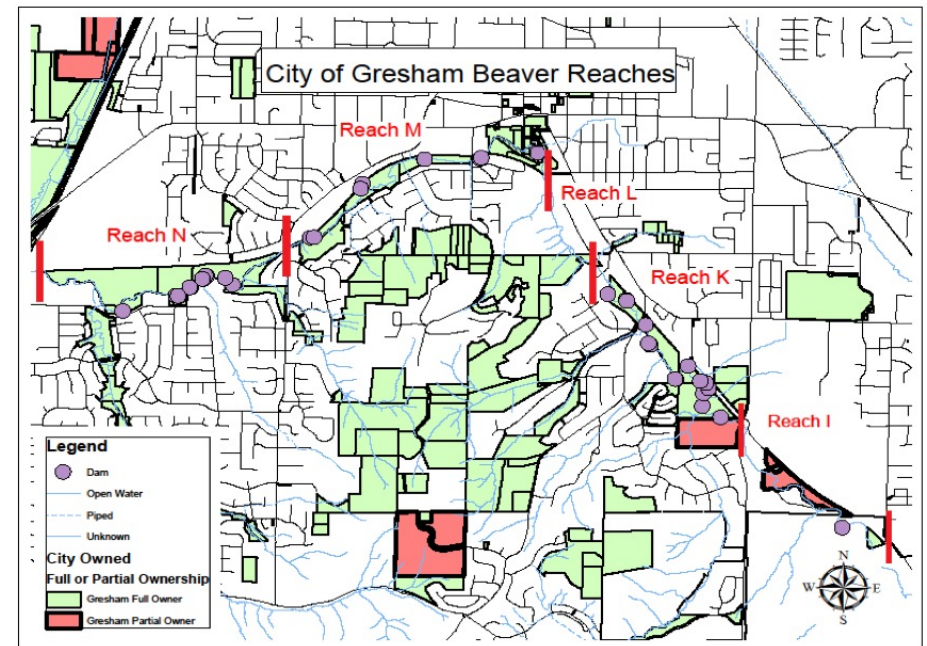 City of Gresham Beaver Reaches
Reach M
Reach L
Reach N
Reach K
Reach I
Legend
Dam
Open Water
Piped
Unknown
City Owned
Full or Partial Ownership
Gresham Full Owner
Gresham Partial Owner
N
W
E
S